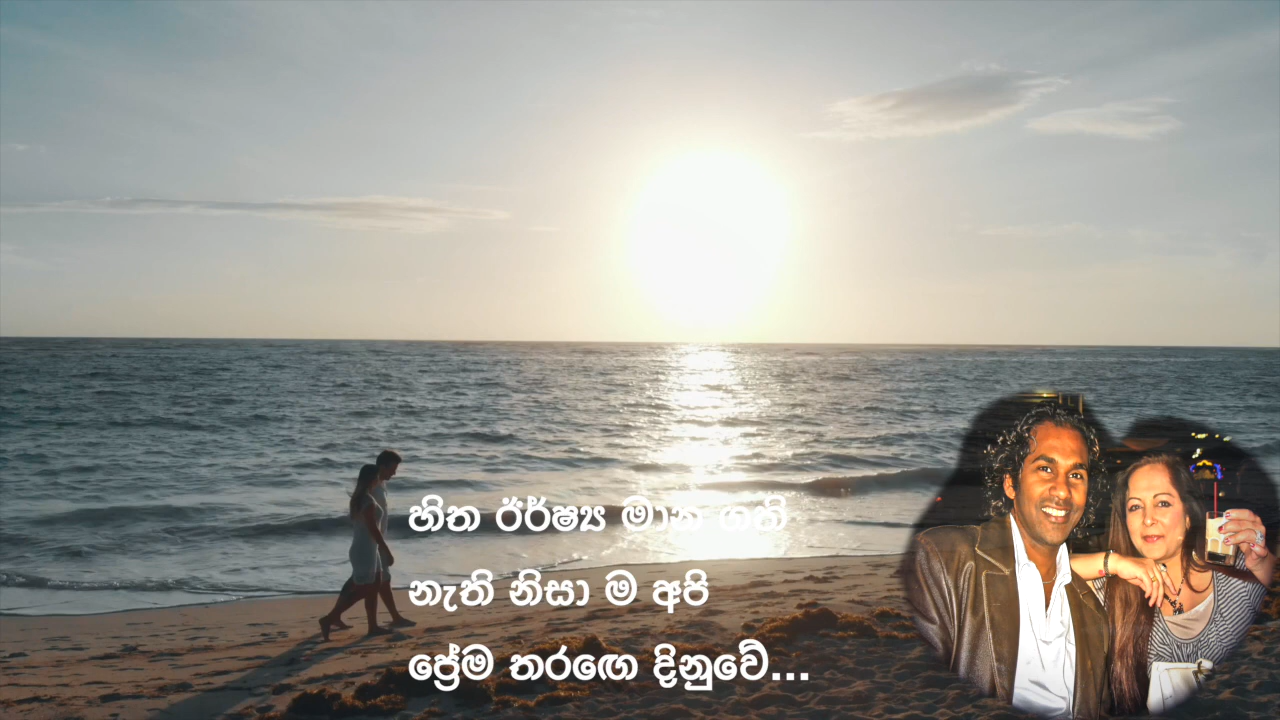 හිත ඊර්ෂ්‍ය මාන ගති
නැති නිසා ම අපි
ප්‍රේම තරඟෙ දිනුවේ...